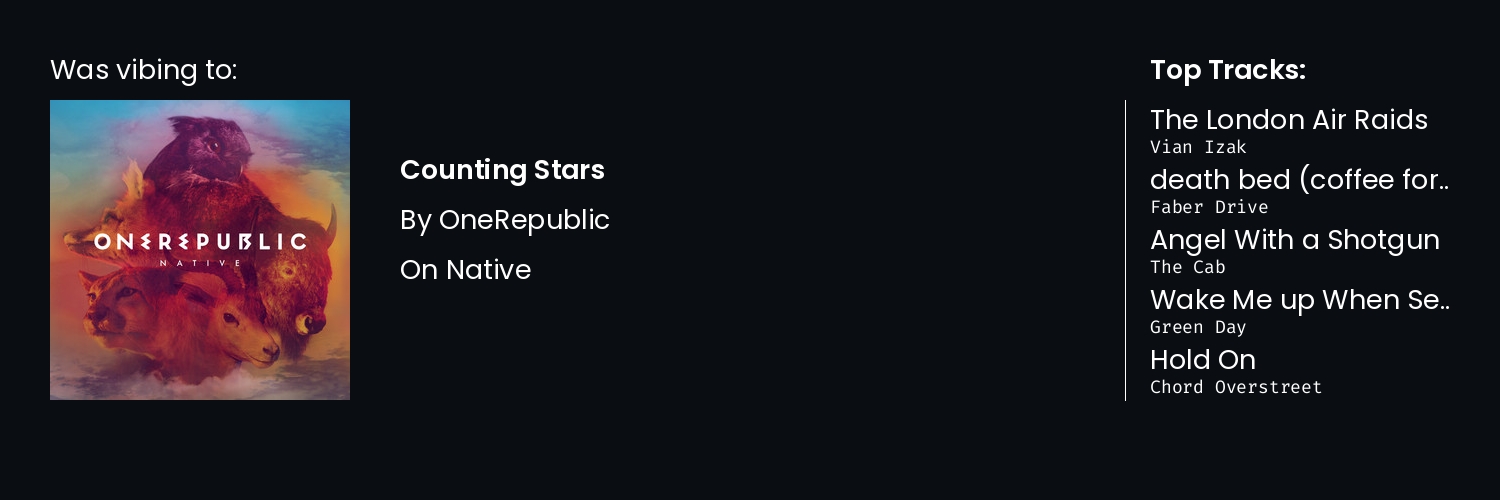 Was vibing to:
ONEREPUBLIC
NATIVE
Counting Stars
By OneRepublic
On Native
Top Tracks:
The London Air Raids
Vian Izak
death bed (coffee for..
Faber Drive
Angel With a Shotgun
The Cab
Wake Me up When Se..
Green Day
Hold On
Chord Overstreet